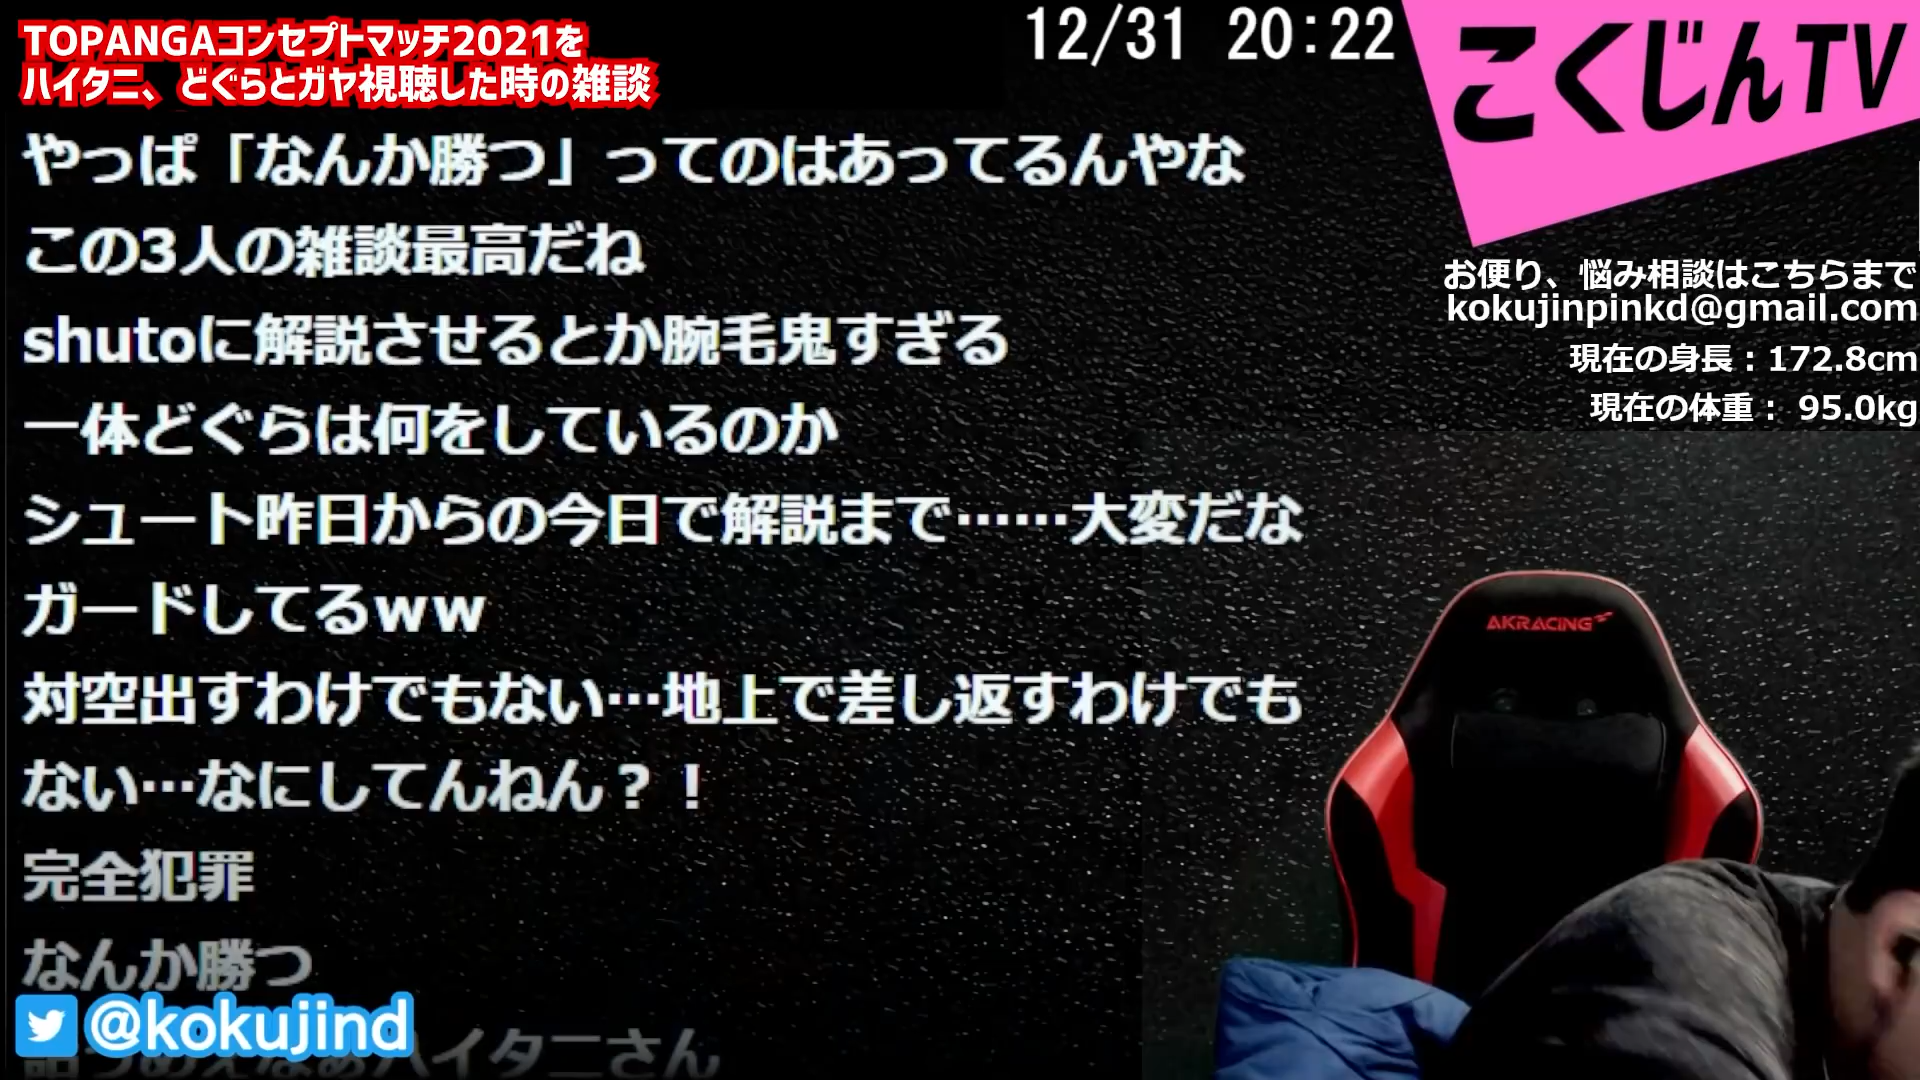 TOPANGAコンセプトマッチ2021を
ハイタニ、どぐらとガヤ視聴した時の雑談
12/31 20:22
こくじんTV
やっぱ「なんか勝つ」ってのはあってるんやな
この3人の雑談最高だね
shutoに解説させるとか腕毛鬼すぎる
一体どぐらは何をしているのか
シュート昨日からの今日で解説まで……大変だな
ガードしてるww
対空出すわけでもない…地上で差し返すわけでも
ない…なにしてんねん？！
完全犯罪
なんか勝つ
ハイタニさん
@kokujind
お便り、悩み相談はこちらまで
kokujinpinkd@gmail.com
現在の身長：172.8cm
現在の体重： 95.0kg
AKRACING